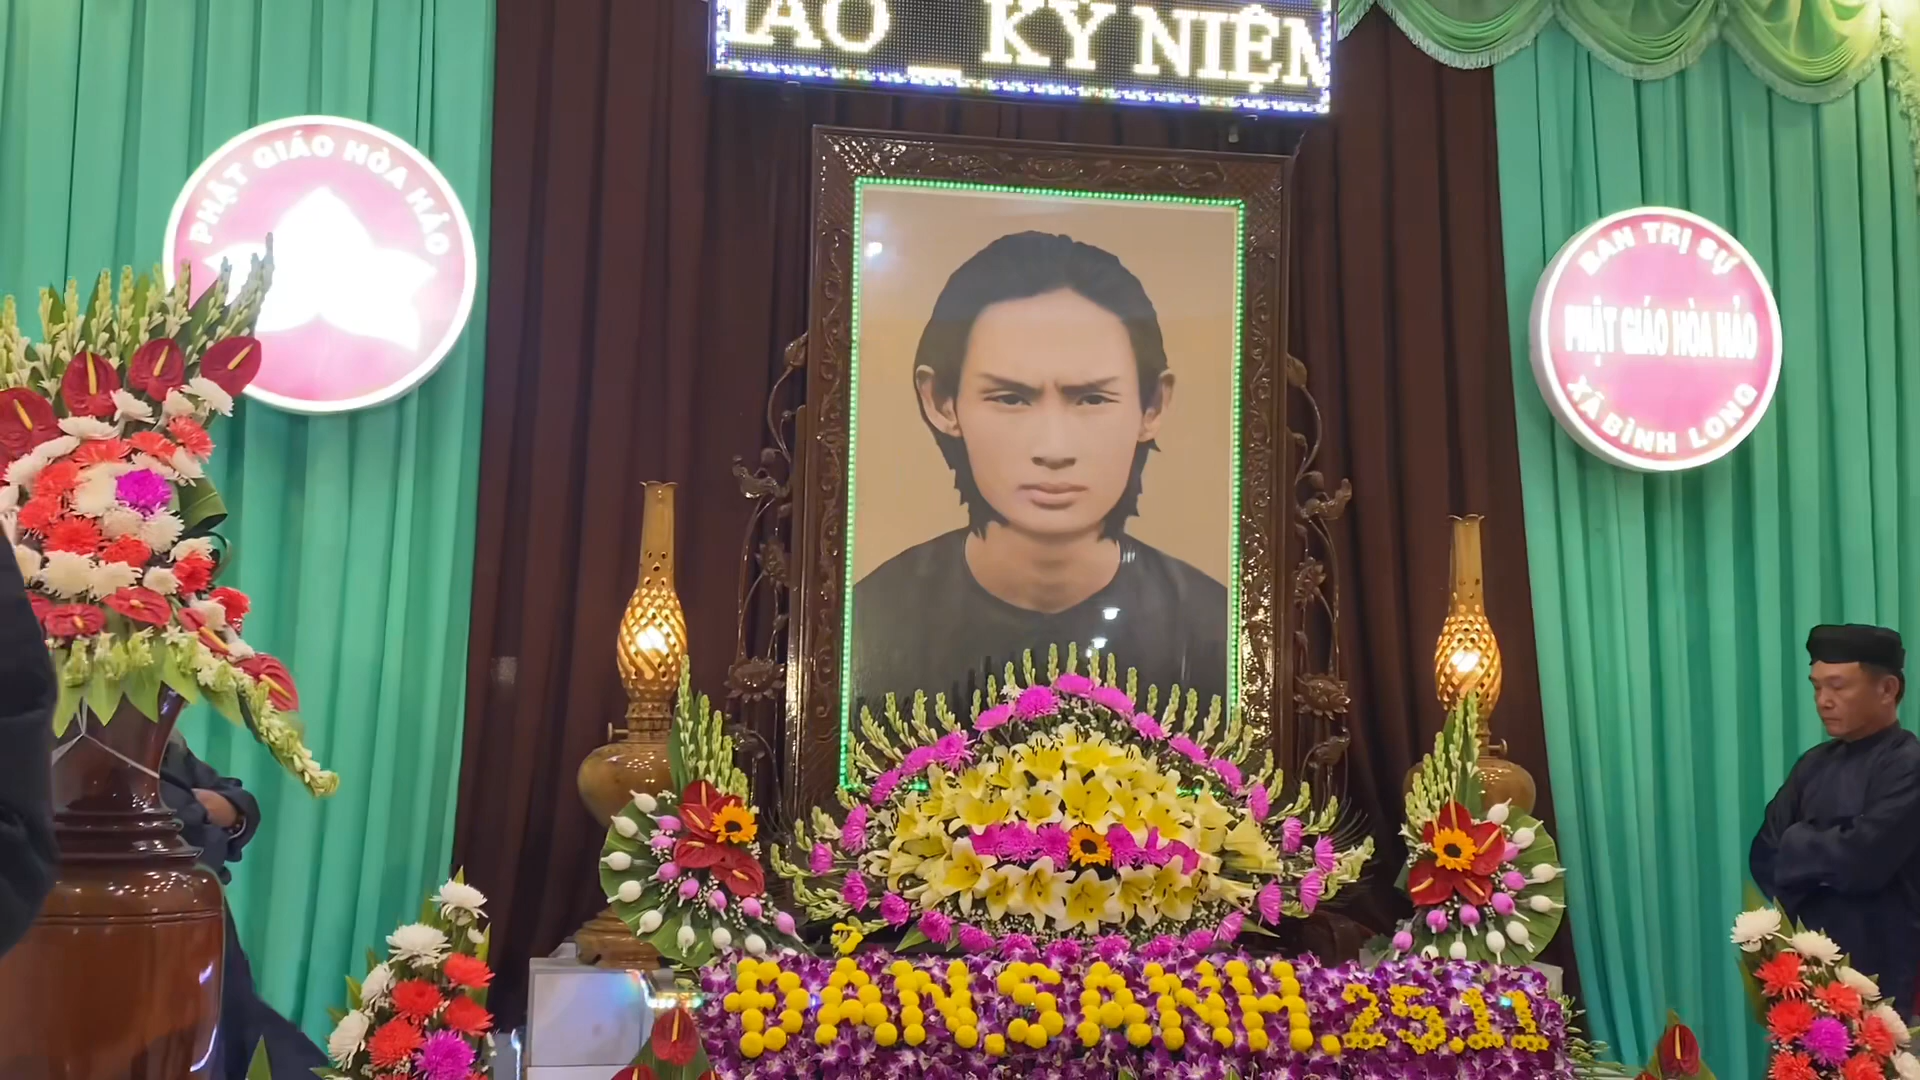 HẢO _ KỶ NIỆM
PHẬT GIÁO HÒA HẢO
BAN TRỊ SỰ
PHẬT GIÁO HÒA HẢO
XÃ BÌNH LONG
ĐẢN SANH 25.11